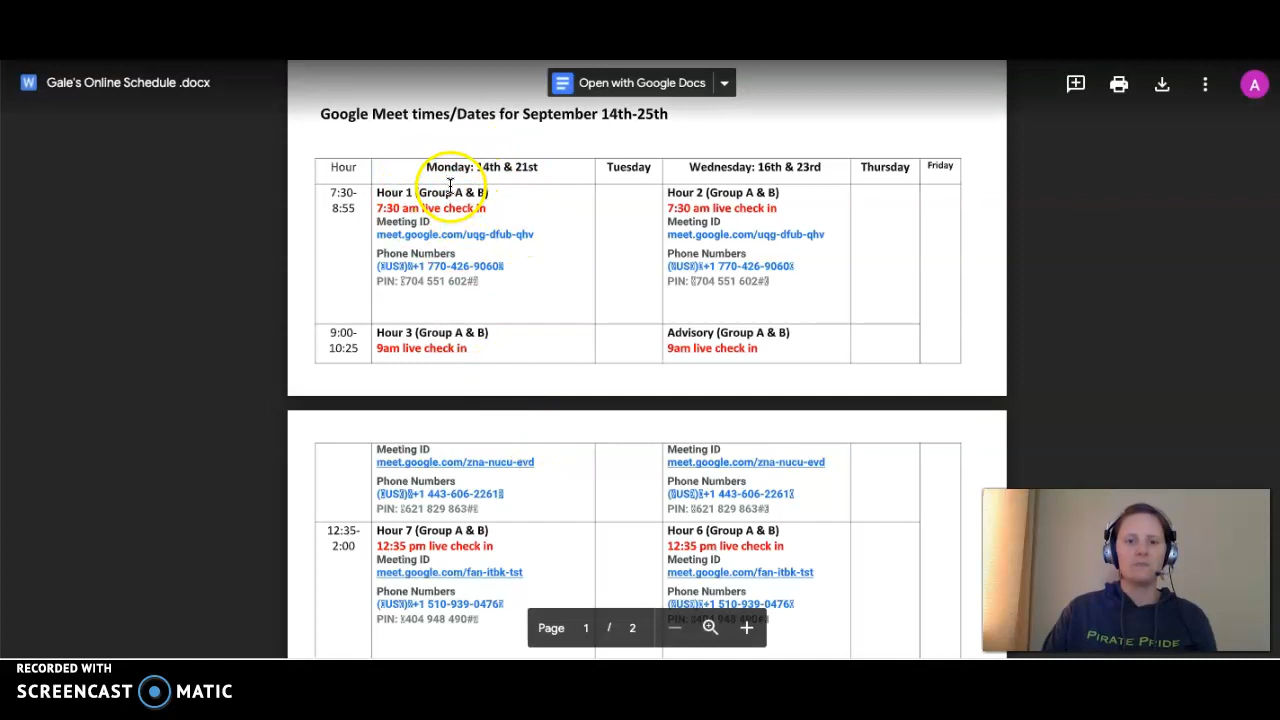 Gale's Online Schedule .docx
Open with Google Docs
A
Google Meet times/Dates for September 14th-25th
Hour Monday: 14th & 21st Tuesday Wednesday: 16th & 23rd Thursday Friday
7:30-8:55
Hour 1 (Group A & B)
7:30 am live check in
Meeting ID
meet.google.com/uqg-dfub-qhv
Phone Numbers
(US)+1 770-426-9060
PIN: 704 551 602#
Hour 2 (Group A & B)
7:30 am live check in
Meeting ID
meet.google.com/uqg-dfub-qhv
Phone Numbers
(US)+1 770-426-9060
PIN: 704 551 602#
9:00-10:25
Hour 3 (Group A & B)
9am live check in
Advisory (Group A & B)
9am live check in
Meeting ID
meet.google.com/zna-nucu-evd
Phone Numbers
(US)+1 443-606-2261
PIN: 621 829 863#
Meeting ID
meet.google.com/zna-nucu-evd
Phone Numbers
(US)+1 443-606-2261
PIN: 621 829 863#
12:35-2:00
Hour 7 (Group A & B)
12:35 pm live check in
Meeting ID
meet.google.com/fan-itbk-tst
Phone Numbers
(US)+1 510-939-0476
PIN: 404 948 490#
Hour 6 (Group A & B)
12:35 pm live check in
Meeting ID
meet.google.com/fan-itbk-tst
Phone Numbers
(US)+1 510-939-0476
PIN: 404 948 490#
Page 1 / 2
PIRATE PRIDE
RECORDED WITH
SCREENCAST MATIC